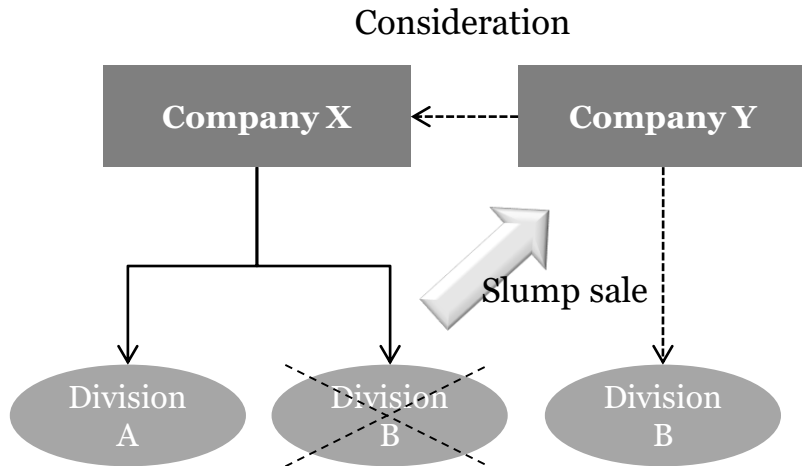 Consideration
Company X
Company Y
Slump sale
Division
A
Division
B
Division
B